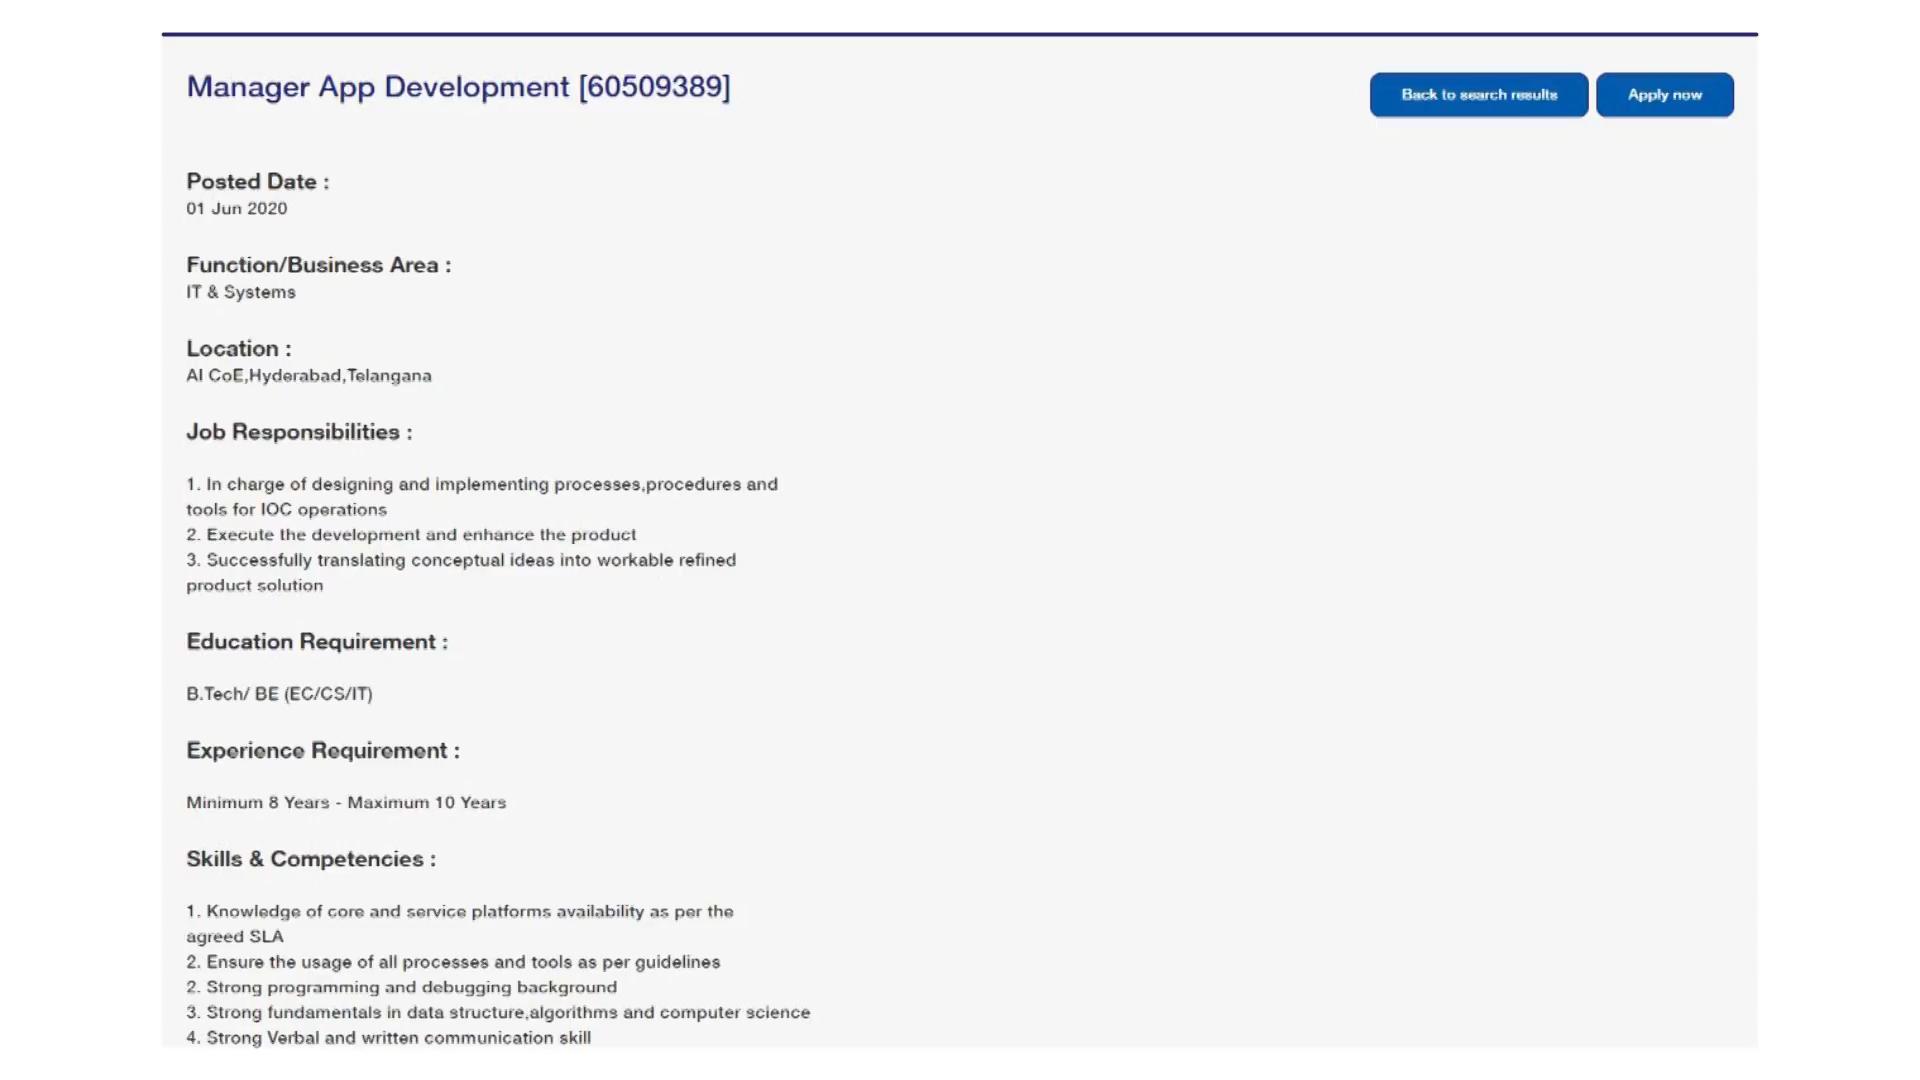 Manager App Development [60509389]
Back to search results
Apply now
Posted Date :
01 Jun 2020
Function/Business Area :
IT & Systems
Location :
AI CoE,Hyderabad,Telangana
Job Responsibilities :
1. In charge of designing and implementing processes,procedures and
tools for IOC operations
2. Execute the development and enhance the product
3. Successfully translating conceptual ideas into workable refined
product solution
Education Requirement :
B.Tech/ BE (EC/CS/IT)
Experience Requirement :
Minimum 8 Years - Maximum 10 Years
Skills & Competencies :
1. Knowledge of core and service platforms availability as per the
agreed SLA
2. Ensure the usage of all processes and tools as per guidelines
2. Strong programming and debugging background
3. Strong fundamentals in data structure,algorithms and computer science
4. Strong Verbal and written communication skill